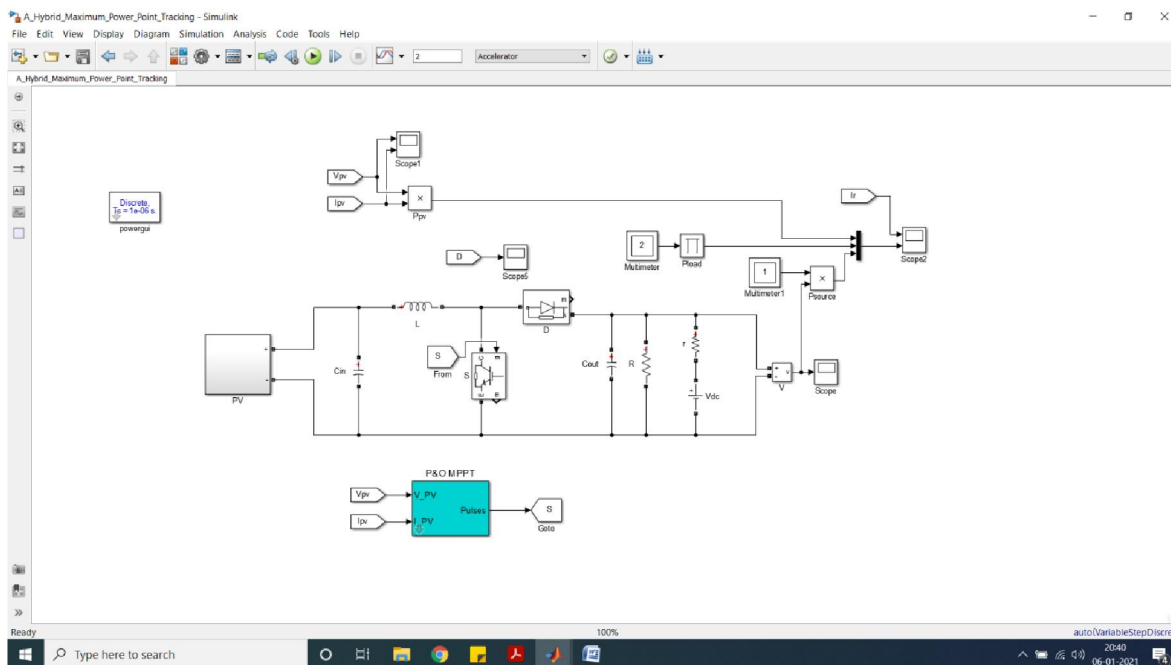 A_Hybrid_Maximum_Power_Point_Tracking - Simulink
File Edit View Display Diagram Simulation Analysis Code Tools Help
2
Accelerator
A_Hybrid_Maximum_Power_Point_Tracking
Scope1
Vpv
Ipv
×
Ppv
Ir
Discrete,
Ts = 1e-06 s.
powergui
2
Multimeter
Pload
Scope2
D
Scope5
1
Multimeter1
×
Psource
L
D
m
S
From
S
g
C
E
m
+
-
PV
Cin
Cout
R
r
+
Vdc
+
-
v
V
Scope
P&O MPPT
Vpv
V_PV
Pulses
S
Goto
Ipv
I_PV
Ready
100%
auto(VariableStepDiscre
Type here to search
20:40
06-01-2021